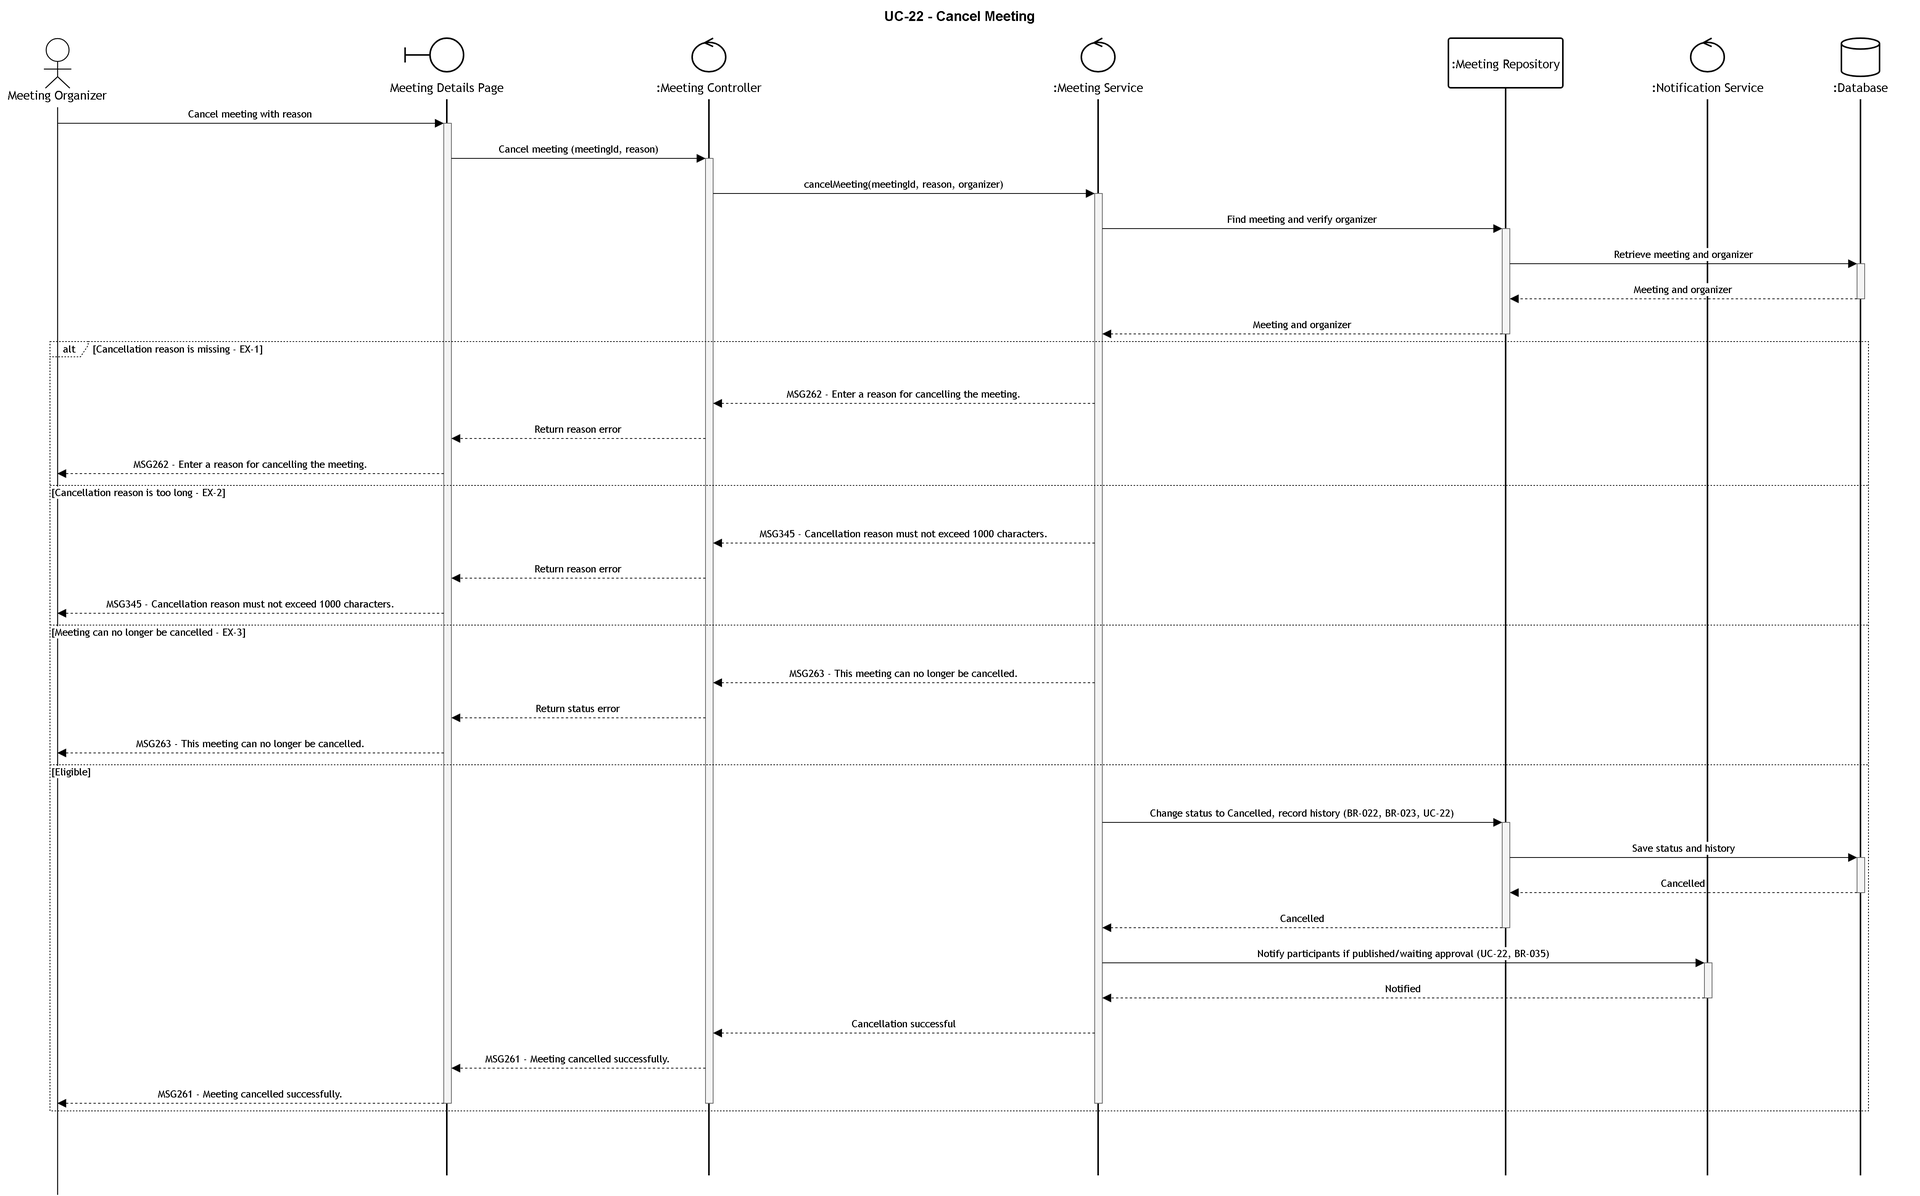 UC-22 - Cancel Meeting
Meeting Organizer
Meeting Details Page
:Meeting Controller
:Meeting Service
:Meeting Repository
:Notification Service
:Database
Cancel meeting with reason
Cancel meeting (meetingId, reason)
cancelMeeting(meetingId, reason, organizer)
Find meeting and verify organizer
Retrieve meeting and organizer
Meeting and organizer
Meeting and organizer
alt [Cancellation reason is missing - EX-1]
MSG262 - Enter a reason for cancelling the meeting.
Return reason error
MSG262 - Enter a reason for cancelling the meeting.
[Cancellation reason is too long - EX-2]
MSG345 - Cancellation reason must not exceed 1000 characters.
Return reason error
MSG345 - Cancellation reason must not exceed 1000 characters.
[Meeting can no longer be cancelled - EX-3]
MSG263 - This meeting can no longer be cancelled.
Return status error
MSG263 - This meeting can no longer be cancelled.
[Eligible]
Change status to Cancelled, record history (BR-022, BR-023, UC-22)
Save status and history
Cancelled
Cancelled
Notify participants if published/waiting approval (UC-22, BR-035)
Notified
Cancellation successful
MSG261 - Meeting cancelled successfully.
MSG261 - Meeting cancelled successfully.